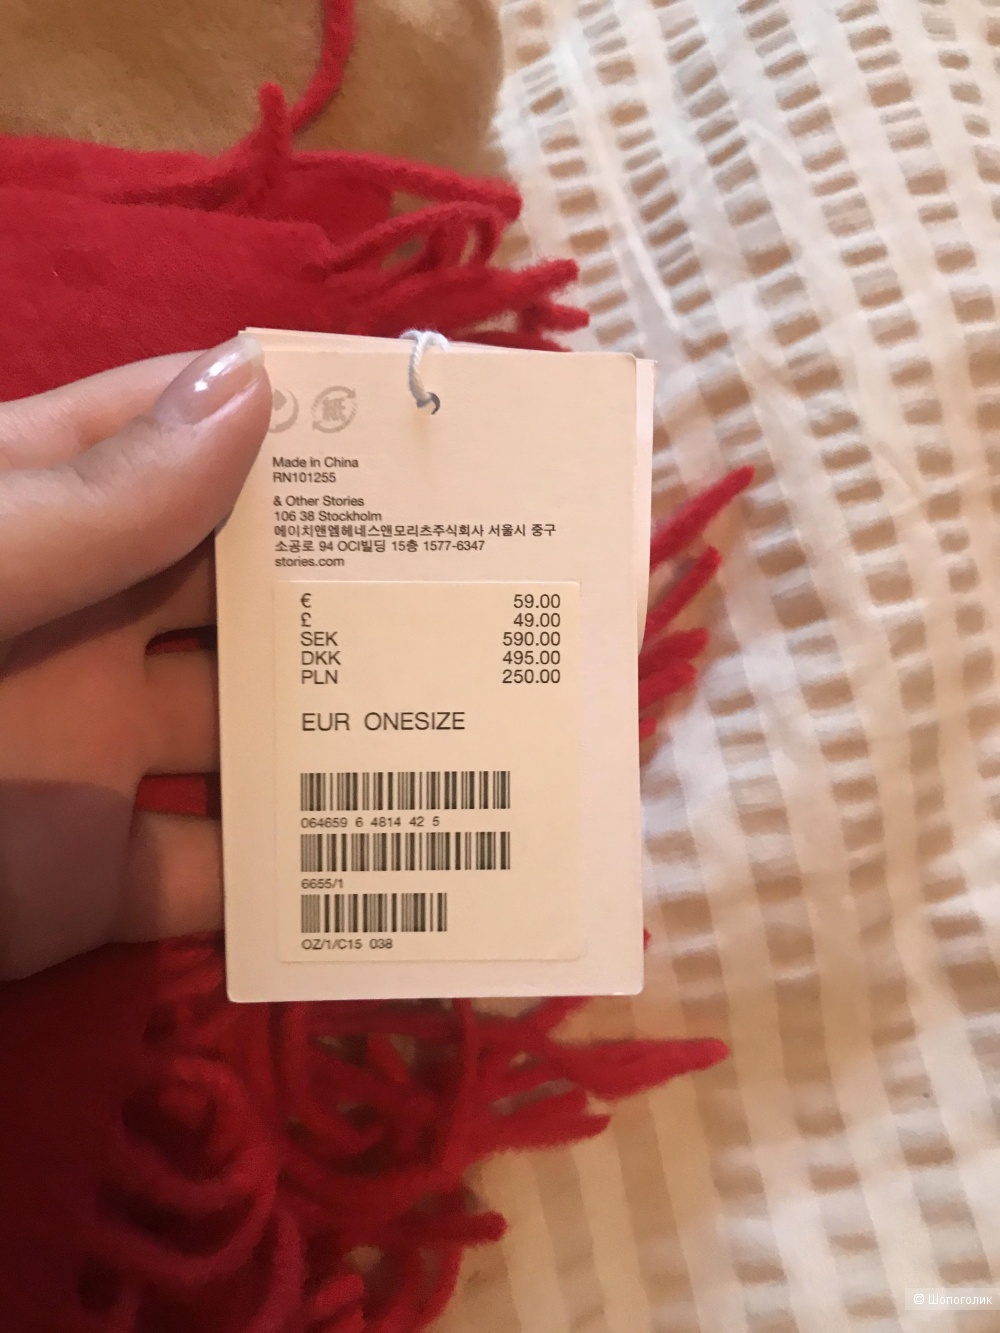 紙
Made in China
RN101255
& Other Stories
106 38 Stockholm
에이치앤엠헤네스앤모리츠주식회사 서울시 중구
소공로 94 OCI빌딩 15층 1577-6347
stories.com
€ 59.00
£ 49.00
SEK 590.00
DKK 495.00
PLN 250.00
EUR ONESIZE
064659 6 4814 42 5
6655/1
OZ/1/C15 038
© Шопоголик